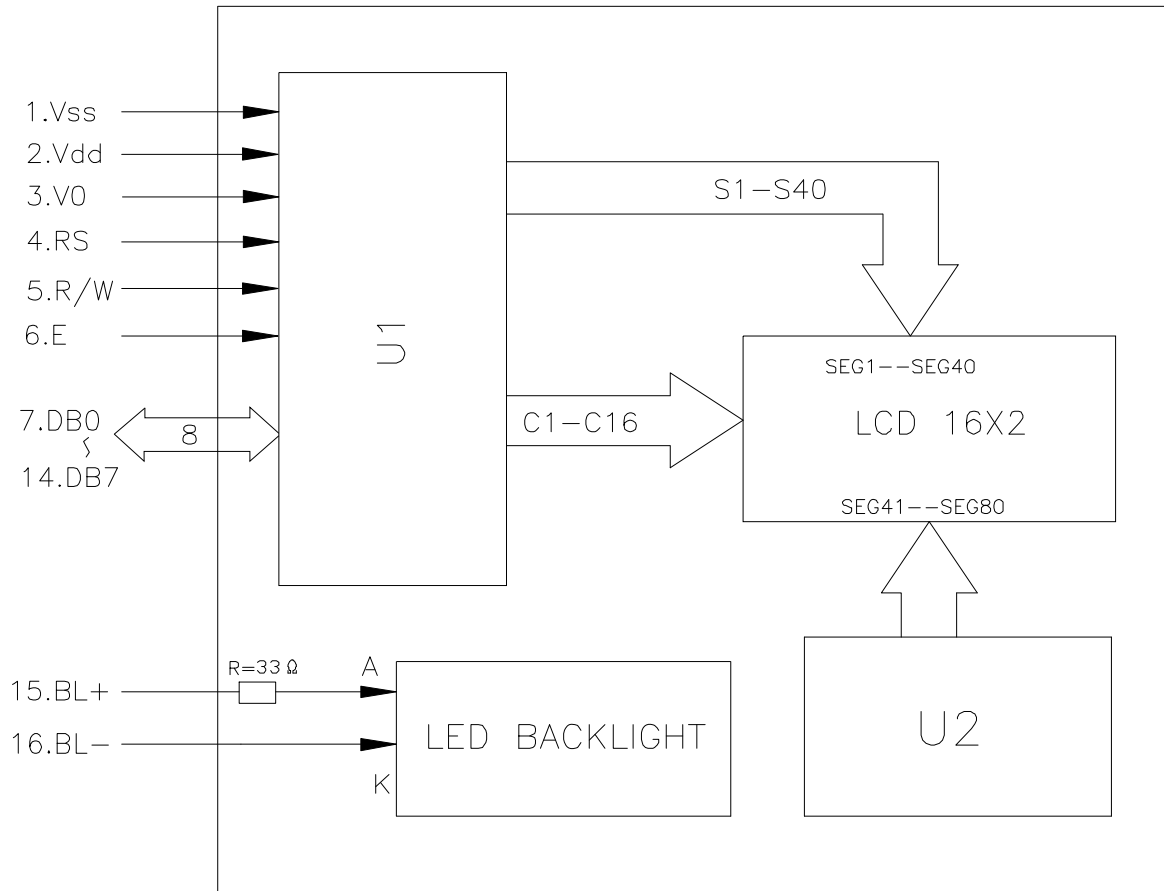 1.Vss
2.Vdd
3.V0
4.RS
5.R/W
6.E
7.DB0
~
14.DB7
8
U1
S1-S40
C1-C16
SEG1--SEG40
LCD 16X2
SEG41--SEG80
U2
15.BL+
16.BL-
R=33Ω
A
K
LED BACKLIGHT